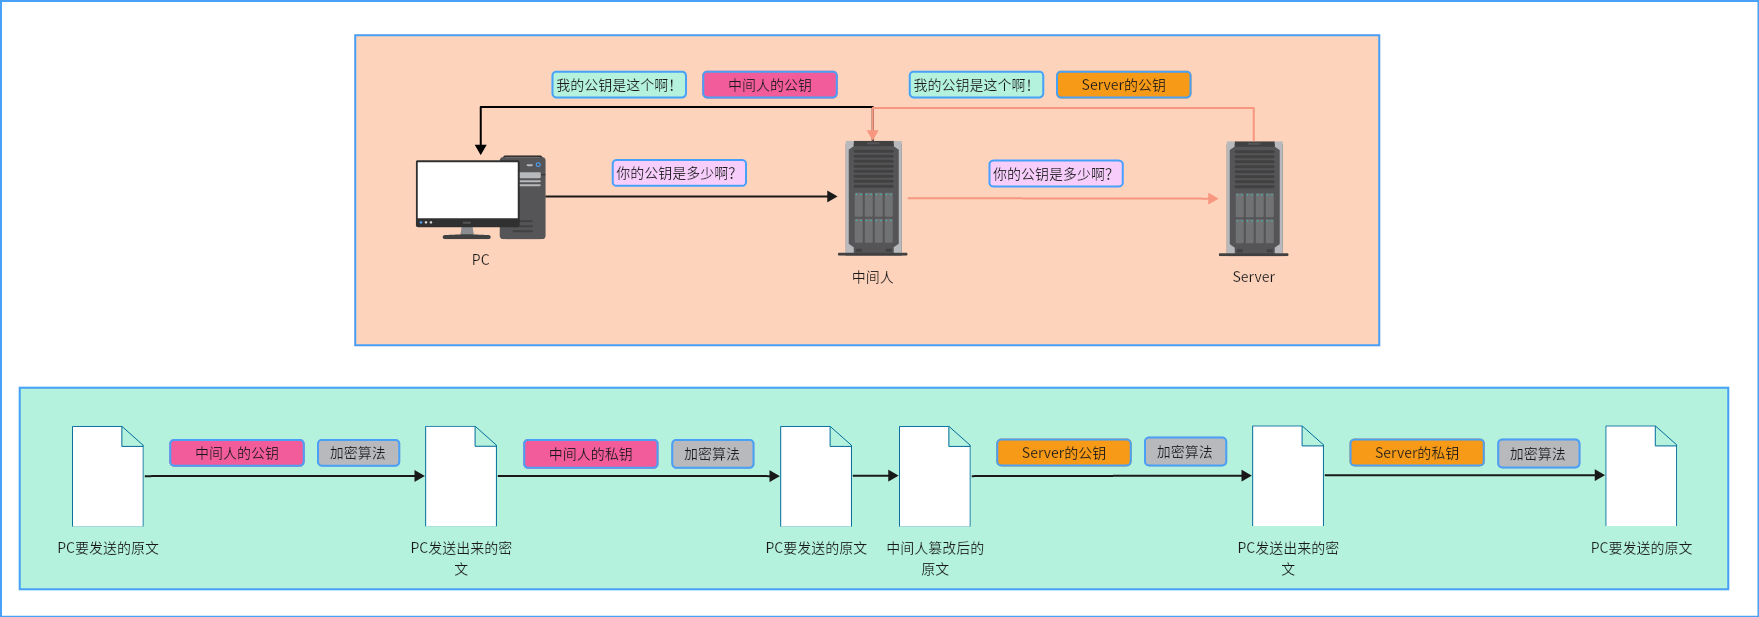 我的公钥是这个啊！
中间人的公钥
我的公钥是这个啊！
Server的公钥
你的公钥是多少啊？
你的公钥是多少啊？
PC
中间人
Server
中间人的公钥
加密算法
中间人的私钥
加密算法
Server的公钥
加密算法
Server的私钥
加密算法
PC要发送的原文
PC发送出来的密
文
PC要发送的原文
中间人篡改后的
原文
PC发送出来的密
文
PC要发送的原文